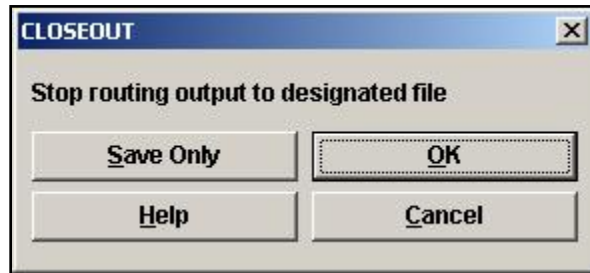 CLOSEOUT
Stop routing output to designated file
Save Only
OK
Help
Cancel